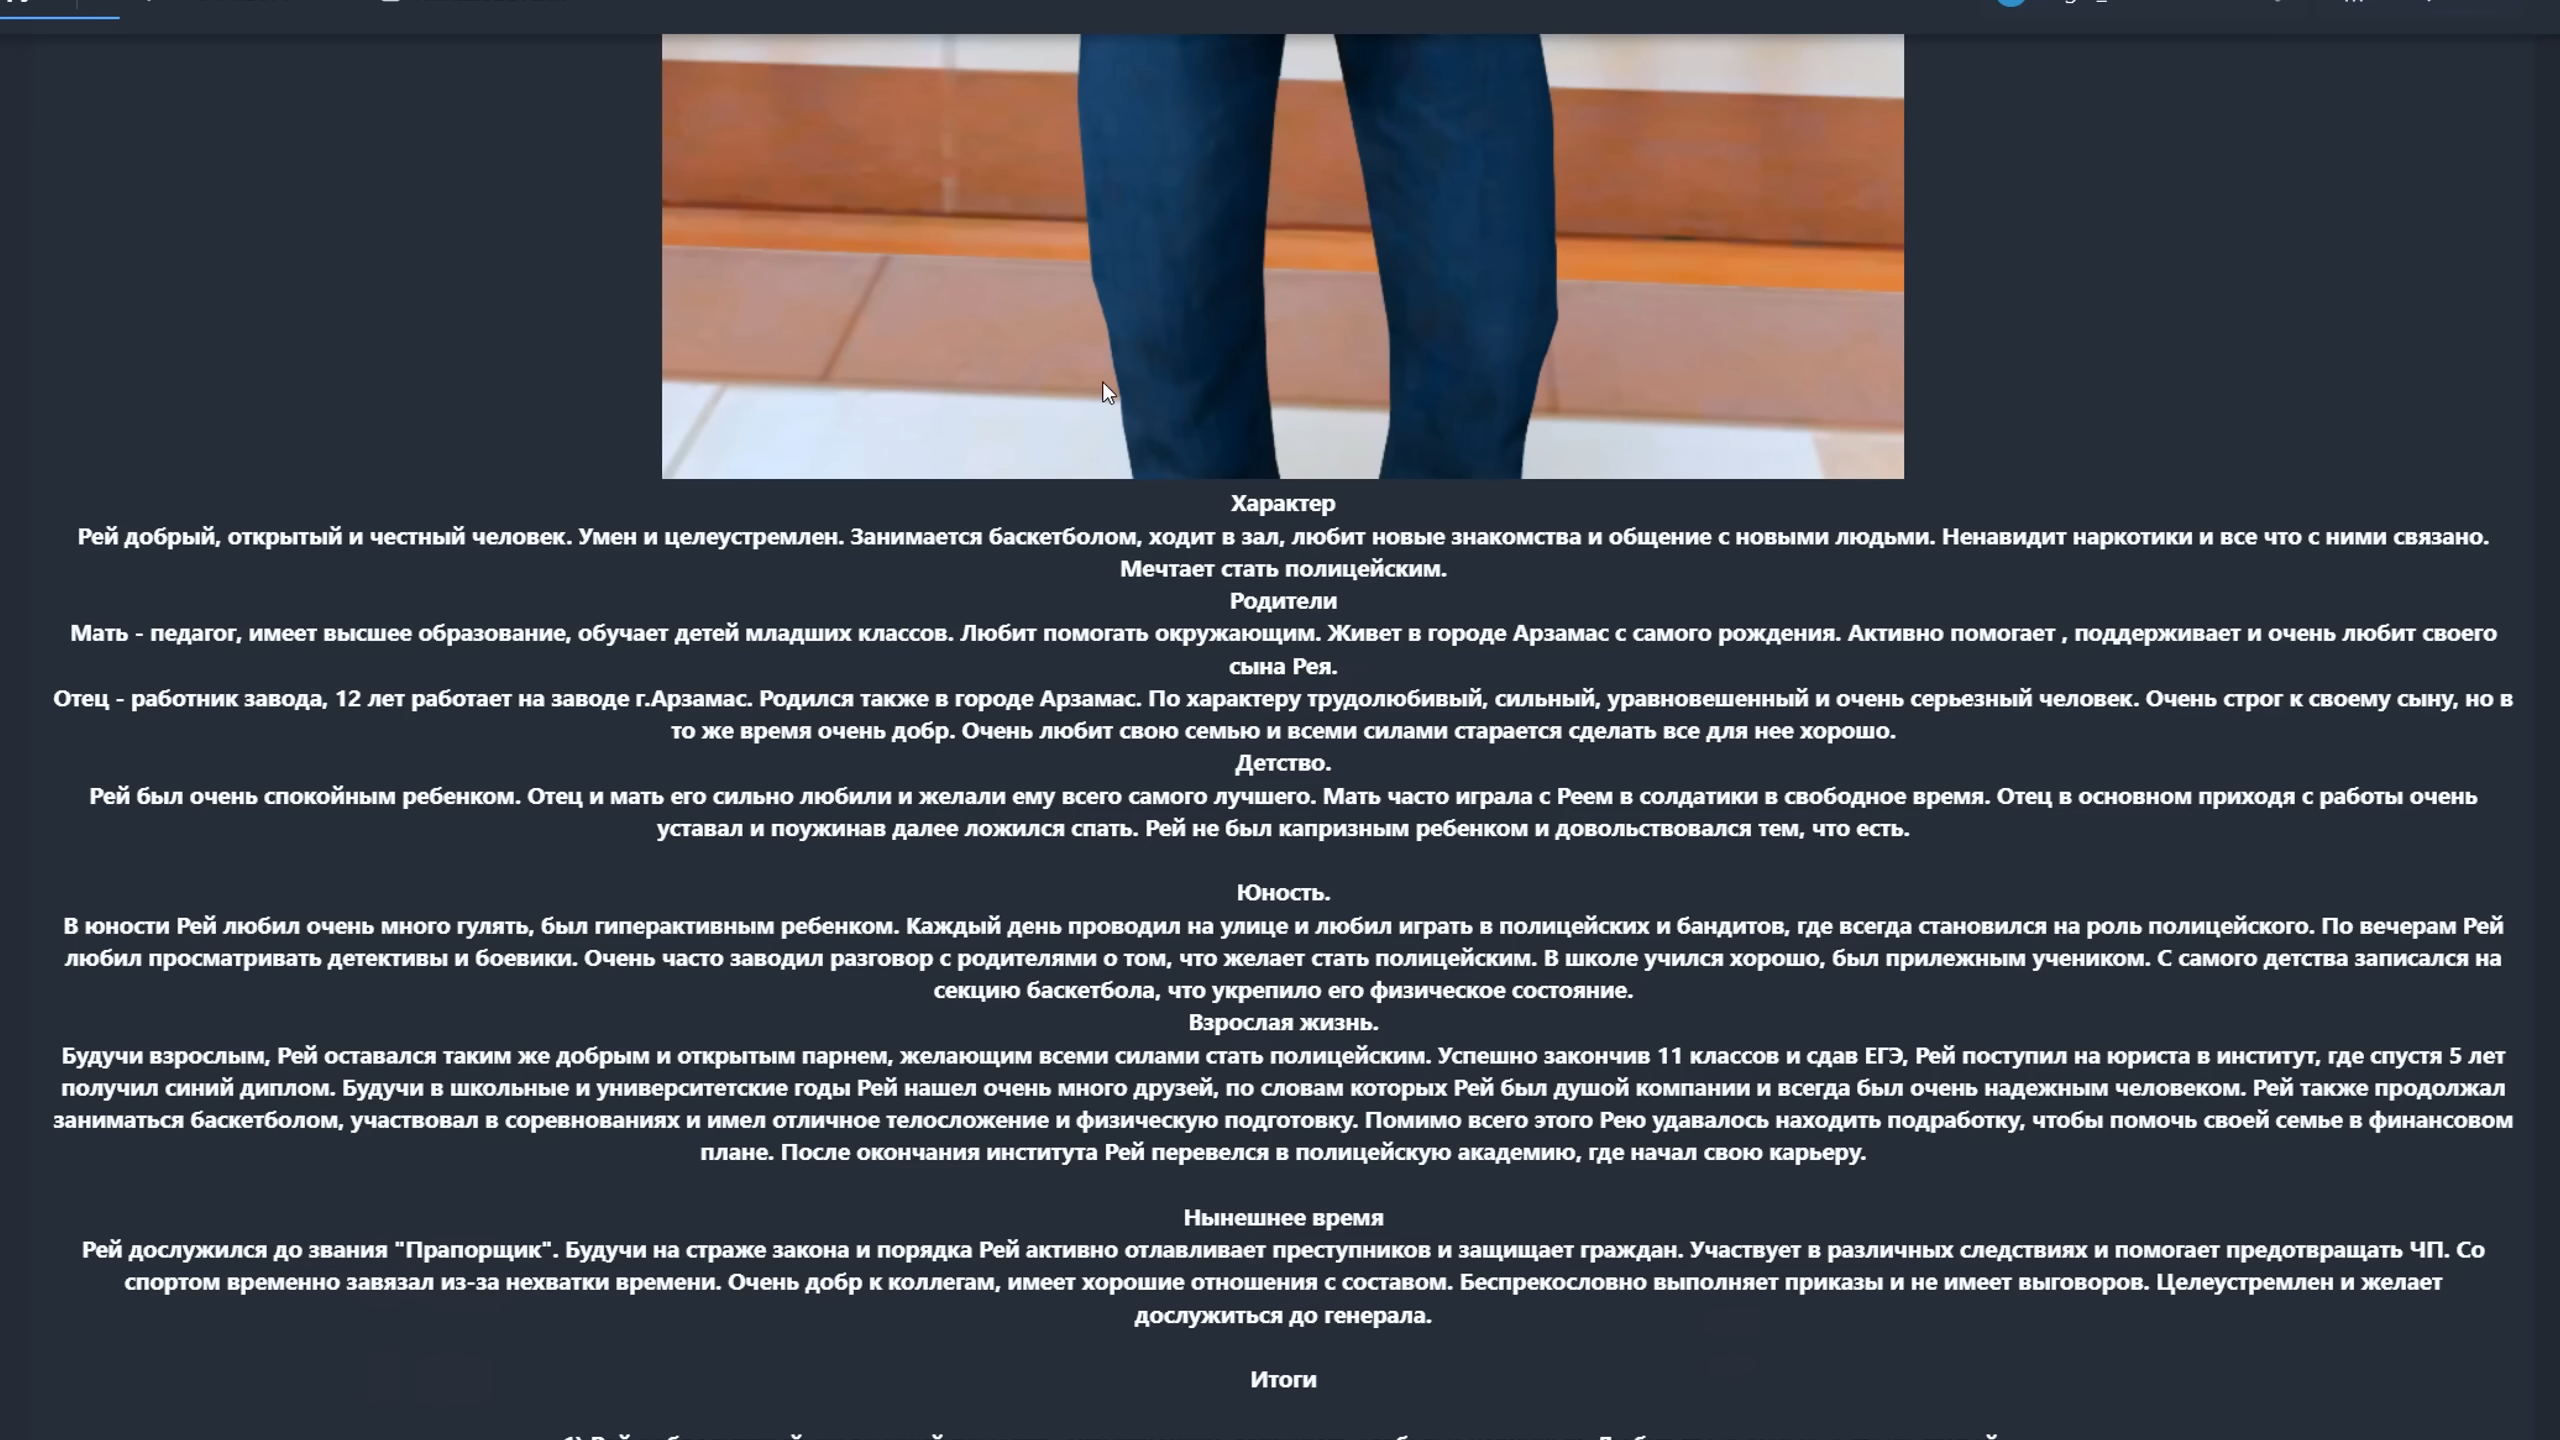 Характер
Рей добрый, открытый и честный человек. Умен и целеустремлен. Занимается баскетболом, ходит в зал, любит новые знакомства и общение с новыми людьми. Ненавидит наркотики и все что с ними связано.
Мечтает стать полицейским.
Родители
Мать - педагог, имеет высшее образование, обучает детей младших классов. Любит помогать окружающим. Живет в городе Арзамас с самого рождения. Активно помогает , поддерживает и очень любит своего
сына Рея.
Отец - работник завода, 12 лет работает на заводе г.Арзамас. Родился также в городе Арзамас. По характеру трудолюбивый, сильный, уравновешенный и очень серьезный человек. Очень строг к своему сыну, но в
то же время очень добр. Очень любит свою семью и всеми силами старается сделать все для нее хорошо.
Детство.
Рей был очень спокойным ребенком. Отец и мать его сильно любили и желали ему всего самого лучшего. Мать часто играла с Реем в солдатики в свободное время. Отец в основном приходя с работы очень
уставал и поужинав далее ложился спать. Рей не был капризным ребенком и довольствовался тем, что есть.
Юность.
В юности Рей любил очень много гулять, был гиперактивным ребенком. Каждый день проводил на улице и любил играть в полицейских и бандитов, где всегда становился на роль полицейского. По вечерам Рей
любил просматривать детективы и боевики. Очень часто заводил разговор с родителями о том, что желает стать полицейским. В школе учился хорошо, был прилежным учеником. С самого детства записался на
секцию баскетбола, что укрепило его физическое состояние.
Взрослая жизнь.
Будучи взрослым, Рей оставался таким же добрым и открытым парнем, желающим всеми силами стать полицейским. Успешно закончив 11 классов и сдав ЕГЭ, Рей поступил на юриста в институт, где спустя 5 лет
получил синий диплом. Будучи в школьные и университетские годы Рей нашел очень много друзей, по словам которых Рей был душой компании и всегда был очень надежным человеком. Рей также продолжал
заниматься баскетболом, участвовал в соревнованиях и имел отличное телосложение и физическую подготовку. Помимо всего этого Рею удавалось находить подработку, чтобы помочь своей семье в финансовом
плане. После окончания института Рей перевелся в полицейскую академию, где начал свою карьеру.
Нынешнее время
Рей дослужился до звания "Прапорщик". Будучи на страже закона и порядка Рей активно отлавливает преступников и защищает граждан. Участвует в различных следствиях и помогает предотвращать ЧП. Со
спортом временно завязал из-за нехватки времени. Очень добр к коллегам, имеет хорошие отношения с составом. Беспрекословно выполняет приказы и не имеет выговоров. Целеустремлен и желает
дослужиться до генерала.
Итоги